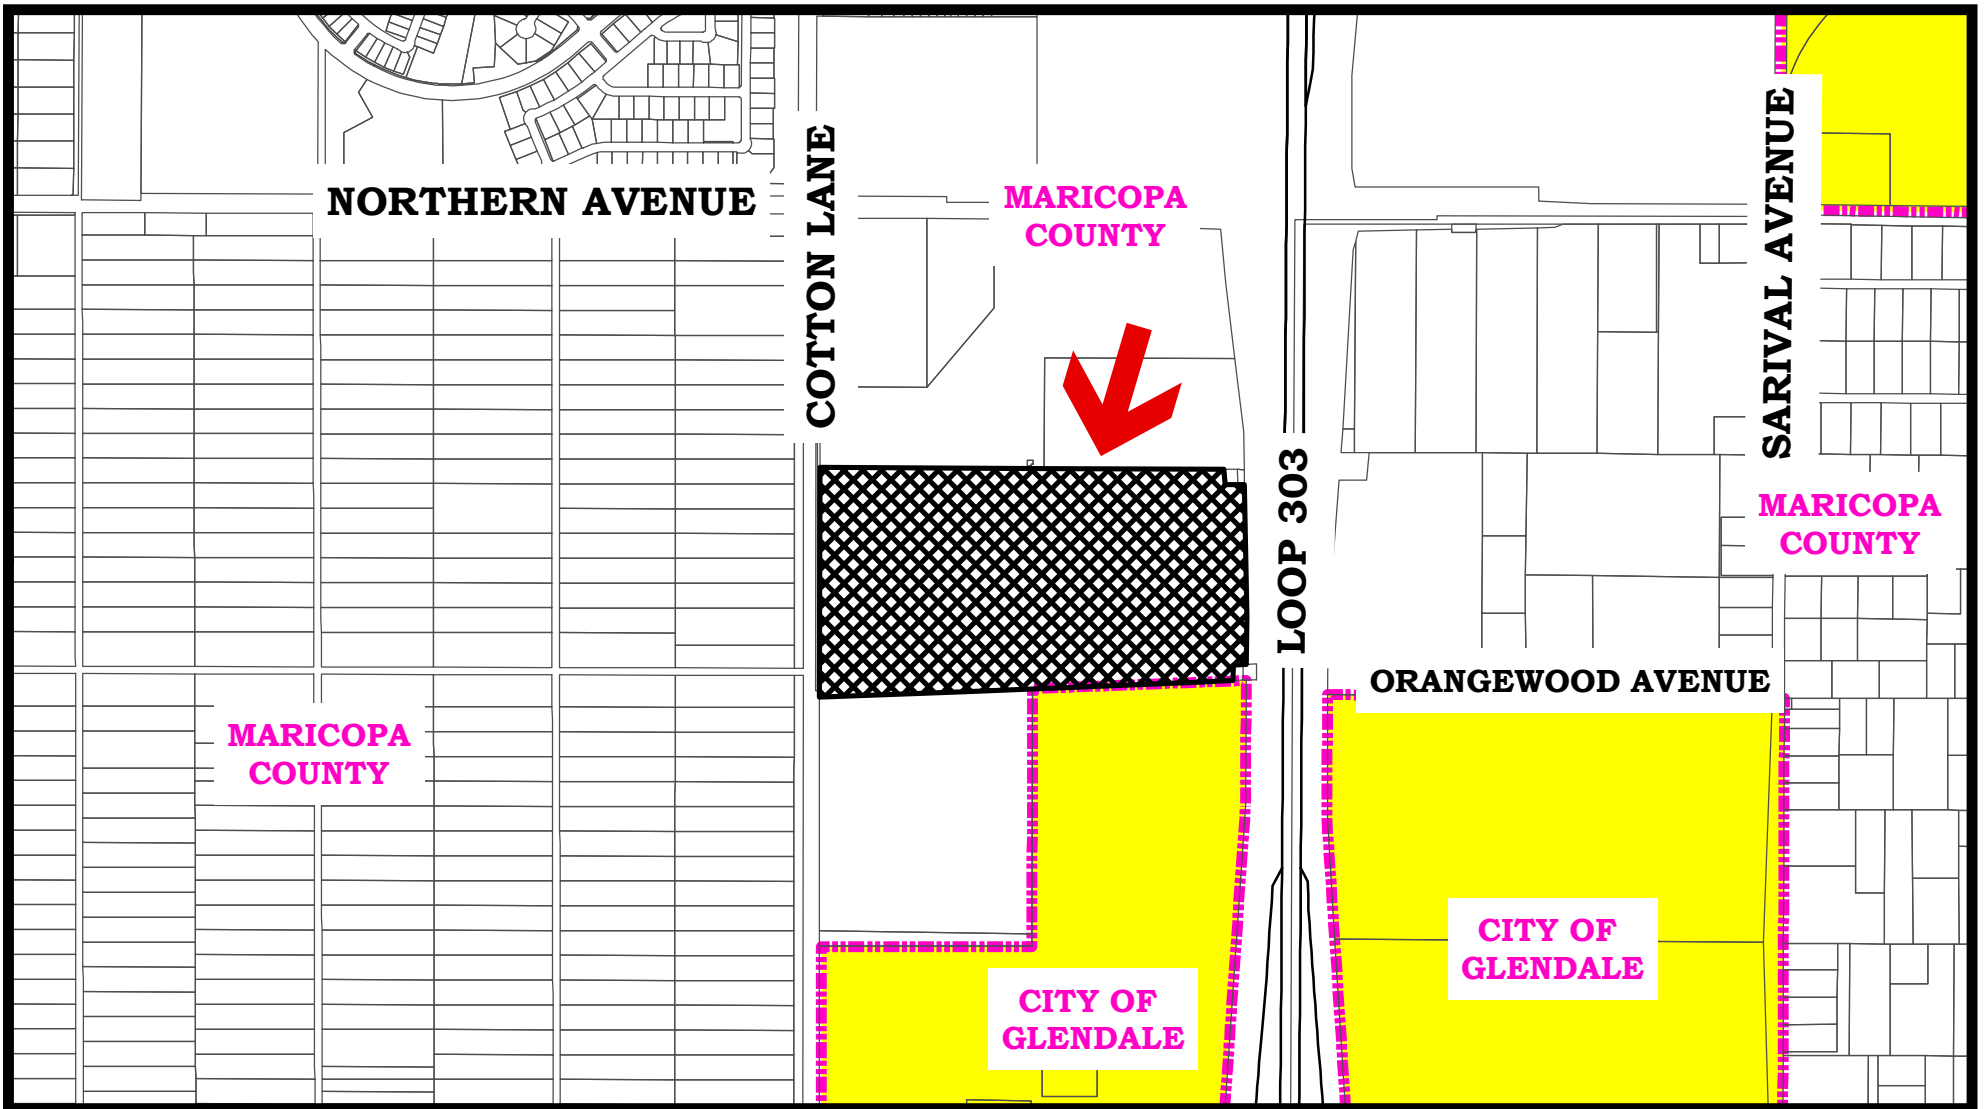 NORTHERN AVENUE
COTTON LANE
MARICOPA
COUNTY
SARIVAL AVENUE
LOOP 303
MARICOPA
COUNTY
ORANGEWOOD AVENUE
MARICOPA
COUNTY
CITY OF
GLENDALE
CITY OF
GLENDALE